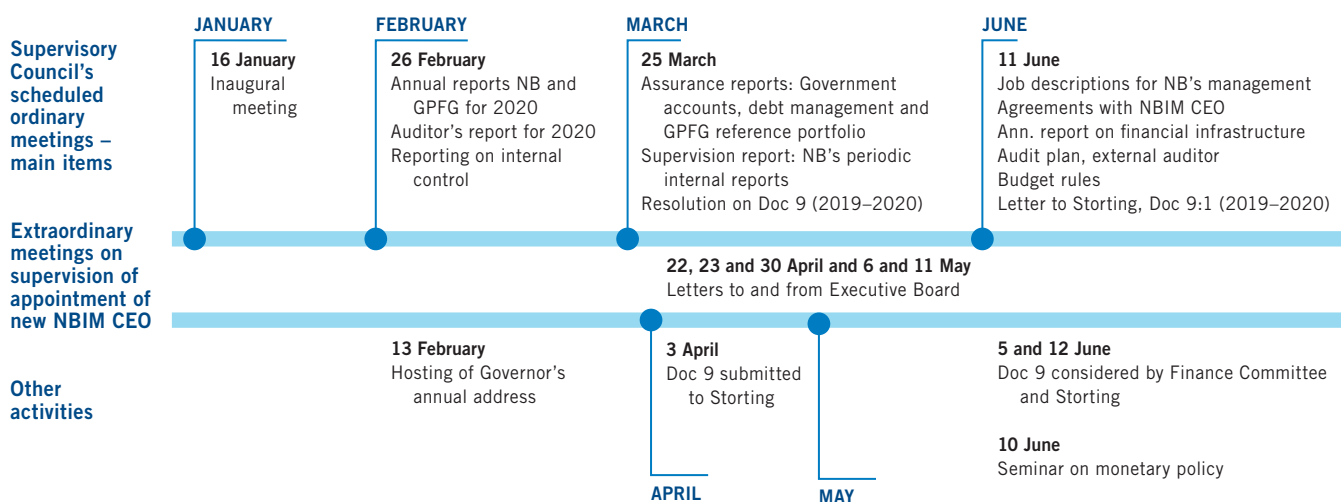 JANUARY
FEBRUARY
MARCH
JUNE
Supervisory
Council's
scheduled
ordinary
meetings –
main items
16 January
Inaugural
meeting
26 February
Annual reports NB and
GPFG for 2020
Auditor's report for 2020
Reporting on internal
control
25 March
Assurance reports: Government
accounts, debt management and
GPFG reference portfolio
Supervision report: NB's periodic
internal reports
Resolution on Doc 9 (2019–2020)
11 June
Job descriptions for NB's management
Agreements with NBIM CEO
Ann. report on financial infrastructure
Audit plan, external auditor
Budget rules
Letter to Storting, Doc 9:1 (2019–2020)
Extraordinary
meetings on
supervision of
appointment of
new NBIM CEO
22, 23 and 30 April and 6 and 11 May
Letters to and from Executive Board
Other
activities
13 February
Hosting of Governor's
annual address
3 April
Doc 9 submitted
to Storting
5 and 12 June
Doc 9 considered by Finance Committee
and Storting
10 June
Seminar on monetary policy
APRIL
MAY